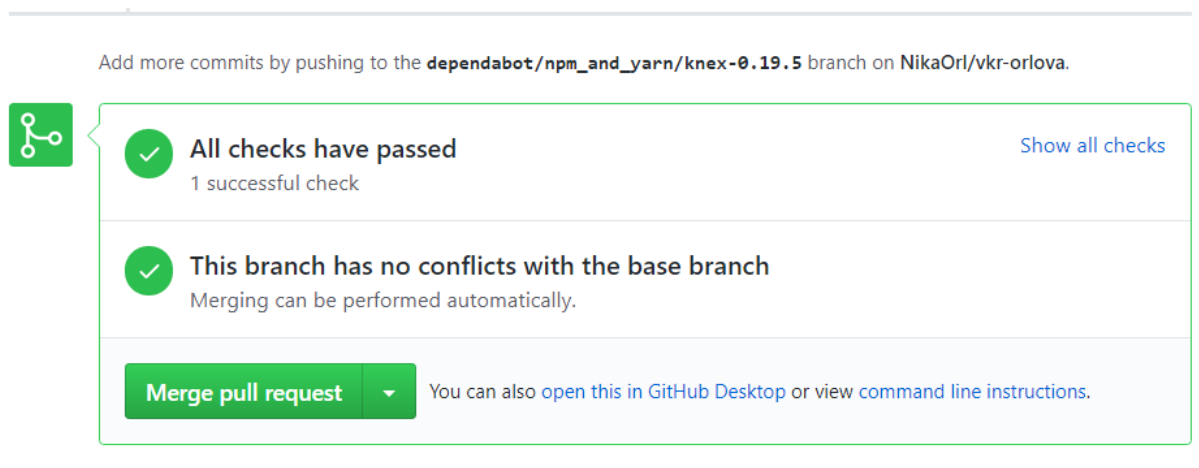 Add more commits by pushing to the dependabot/npm_and_yarn/knex-0.19.5 branch on NikaOrl/vkr-orlova.
All checks have passed
Show all checks
1 successful check
This branch has no conflicts with the base branch
Merging can be performed automatically.
Merge pull request
You can also open this in GitHub Desktop or view command line instructions.